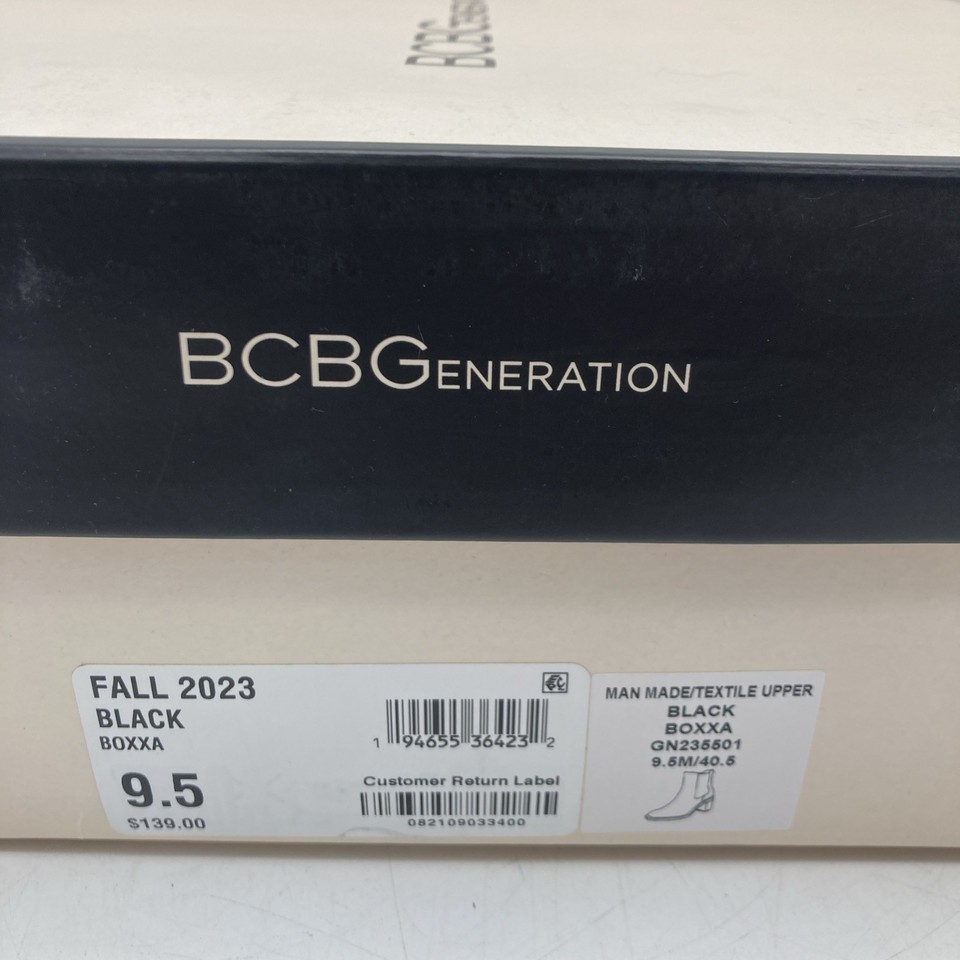 BCBG
BCBGENERATION
FALL 2023
BLACK
BOXXA
9.5
$139.00
1 94655 36423 2
Customer Return Label
082109033400
MAN MADE/TEXTILE UPPER
BLACK
BOXXA
GN235501
9.5M/40.5